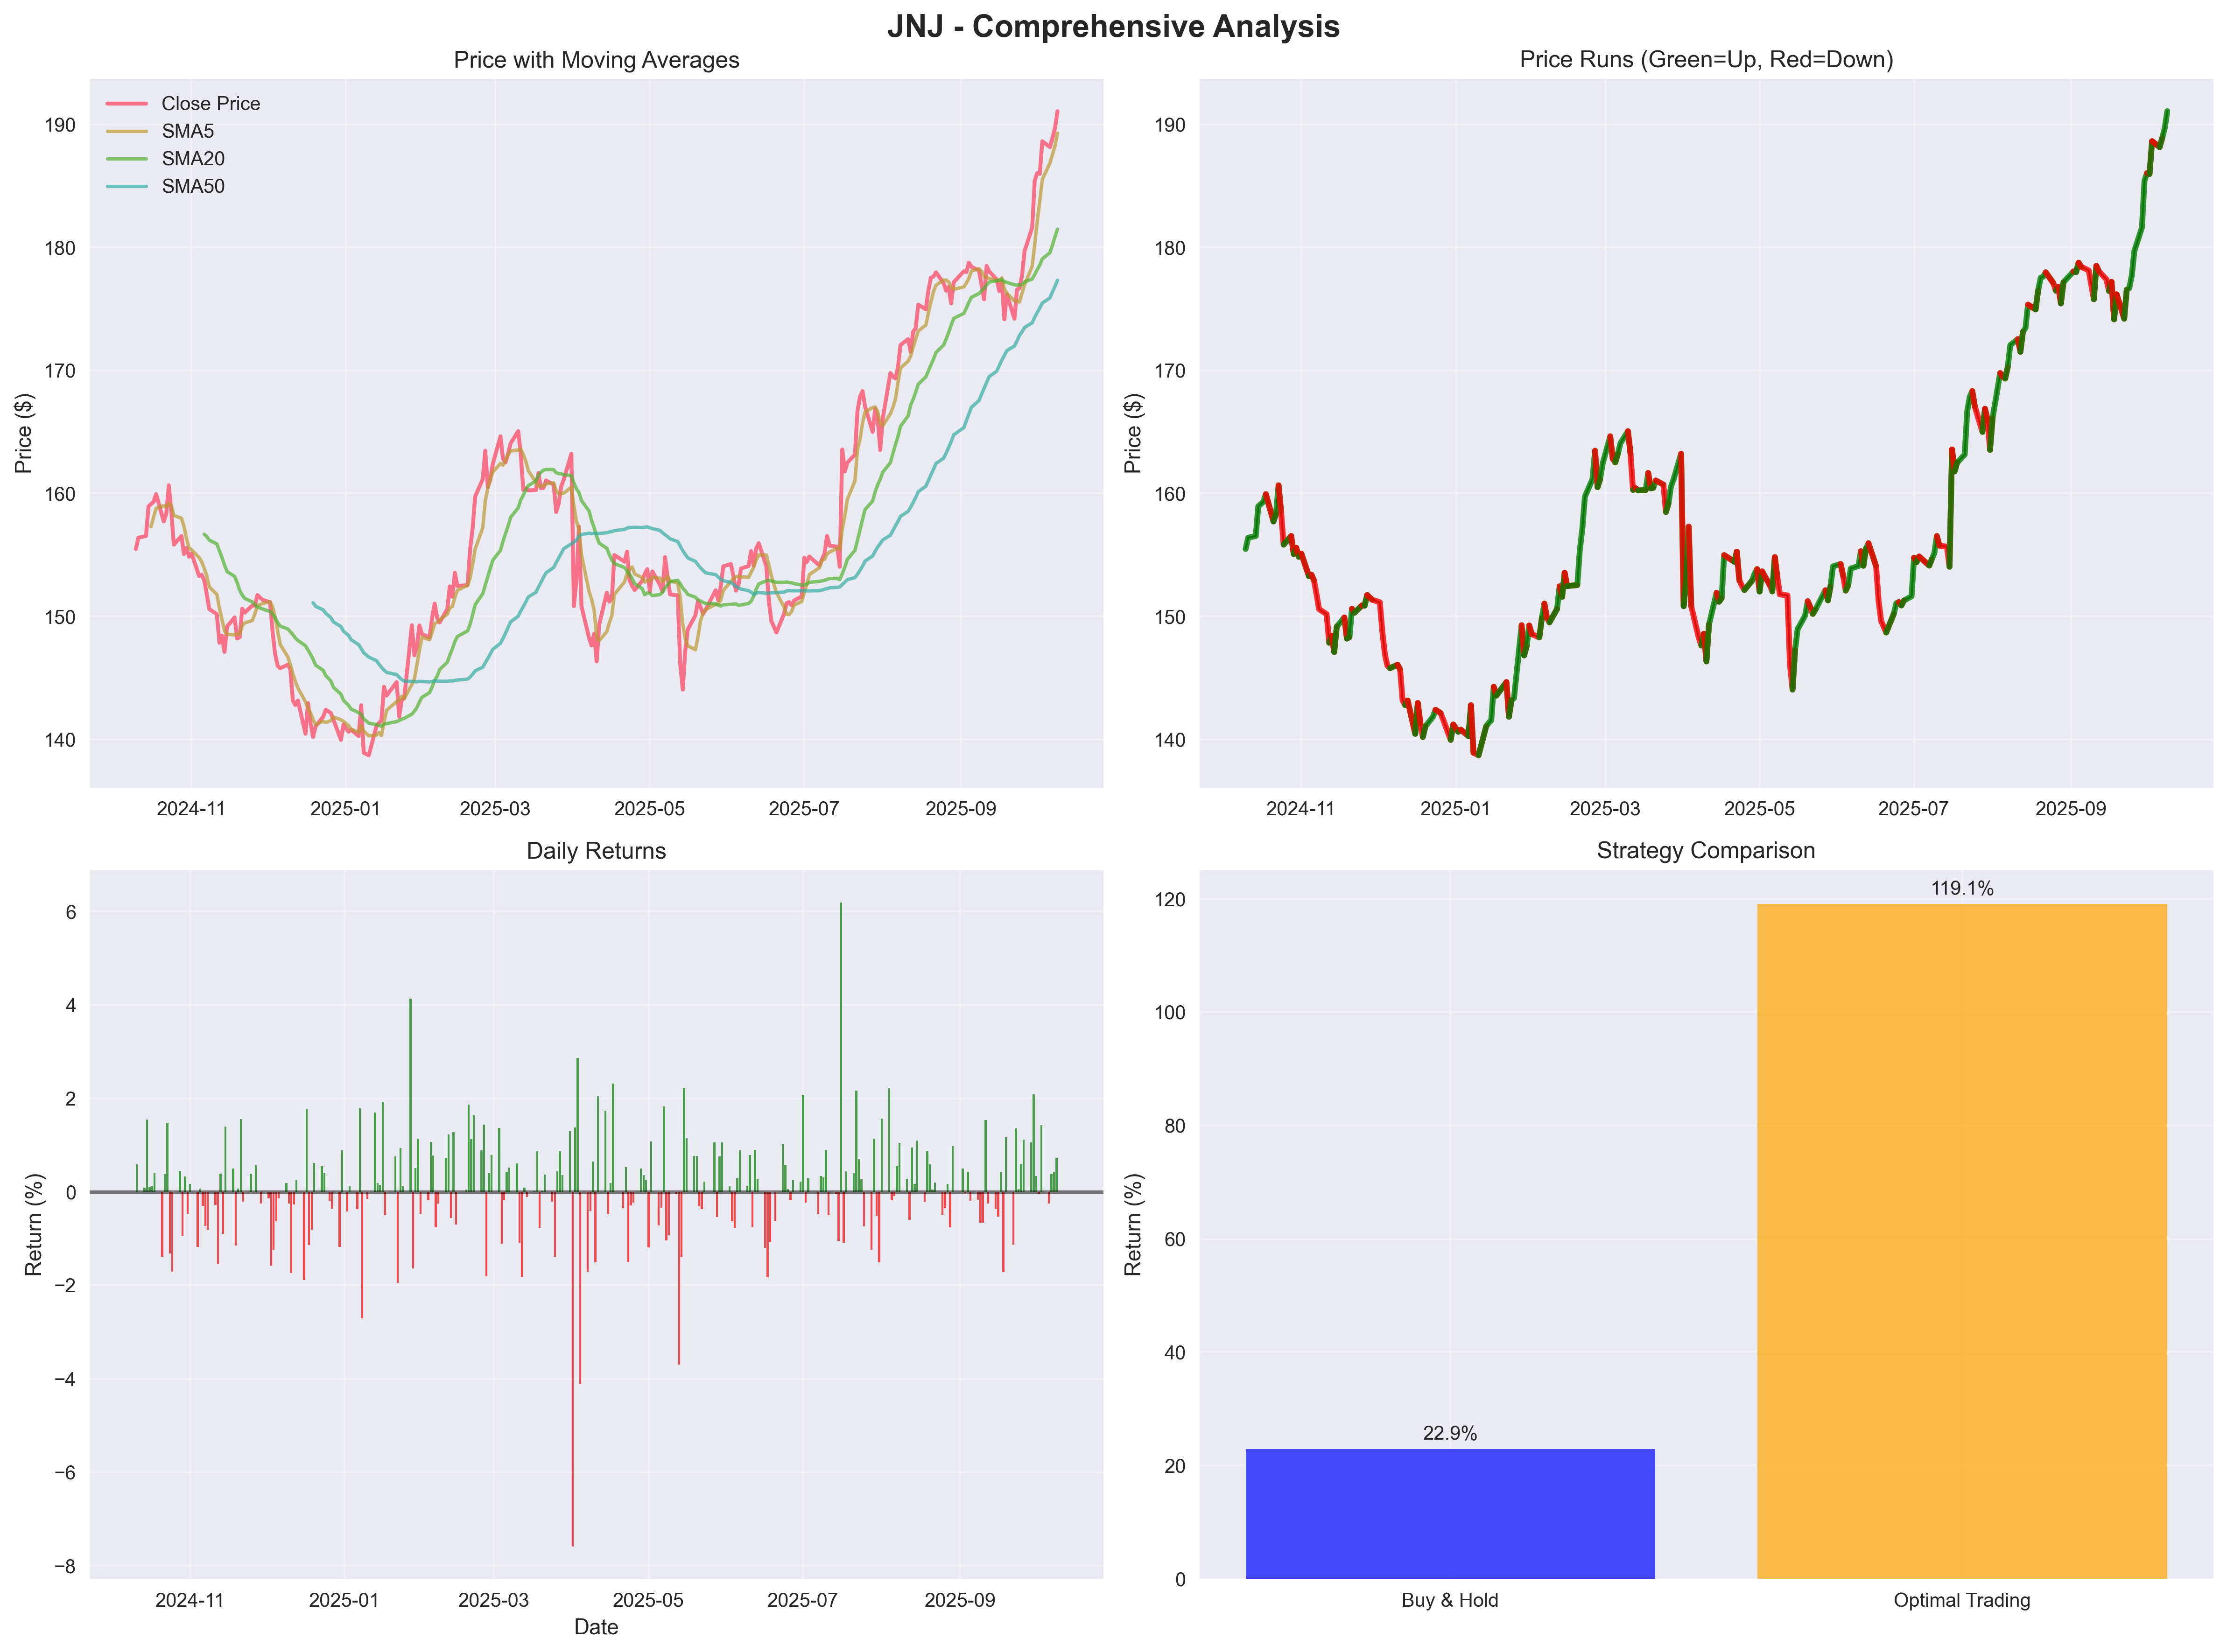 JNJ - Comprehensive Analysis
Price with Moving Averages
Close Price
SMA5
SMA20
SMA50
Price ($)
190
180
170
160
150
140
2024-11 2025-01 2025-03 2025-05 2025-07 2025-09
Price Runs (Green=Up, Red=Down)
Price ($)
190
180
170
160
150
140
2024-11 2025-01 2025-03 2025-05 2025-07 2025-09
Daily Returns
Return (%)
6
4
2
0
−2
−4
−6
−8
2024-11 2025-01 2025-03 2025-05 2025-07 2025-09
Date
Strategy Comparison
Return (%)
120
100
80
60
40
20
0
119.1%
22.9%
Buy & Hold Optimal Trading